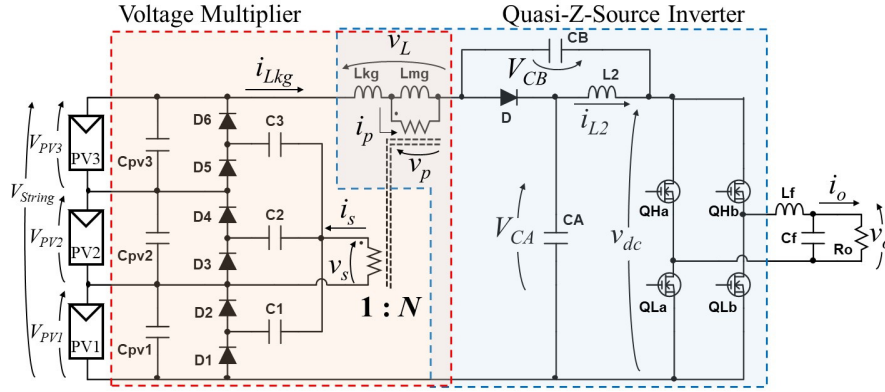 Voltage Multiplier
Quasi-Z-Source Inverter
v_L
CB
V_CB
i_Lkg
Lkg
Lmg
L2
D
i_L2
D6
C3
i_p
V_PV3
PV3
Cpv3
D5
v_p
V_String
D4
i_s
C2
QHa
QHb
Lf
i_o
V_PV2
PV2
Cpv2
V_CA
CA
v_dc
Cf
Ro
v_o
D3
v_s
D2
C1
1 : N
QLa
QLb
V_PV1
PV1
Cpv1
D1